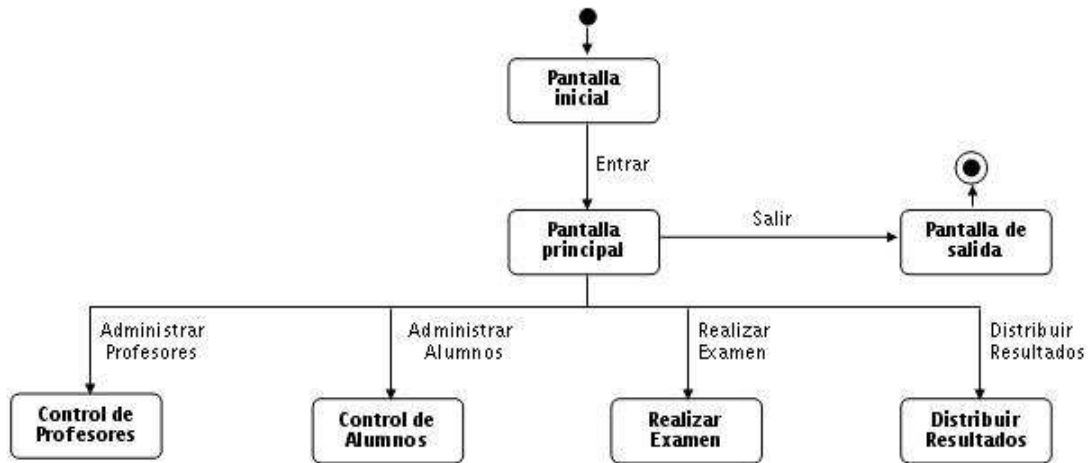 Pantalla
inicial
Entrar
Pantalla
principal
Salir
Pantalla de
salida
Administrar
Profesores
Administrar
Alumnos
Realizar
Examen
Distribuir
Resultados
Control de
Profesores
Control de
Alumnos
Realizar
Examen
Distribuir
Resultados